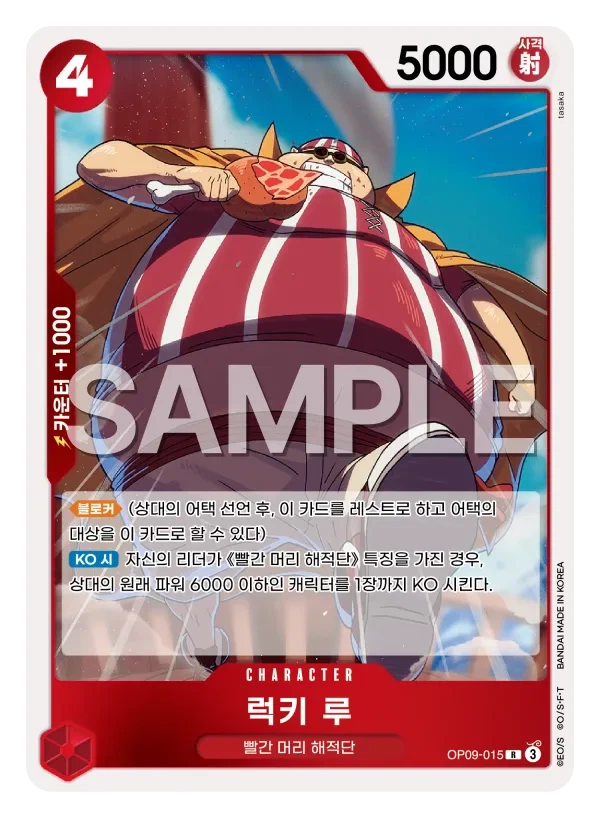 4
5000
사격
射
tasaka
카운터 +1000
SAMPLE
블로커 (상대의 어택 선언 후, 이 카드를 레스트로 하고 어택의
대상을 이 카드로 할 수 있다)
KO 시 자신의 리더가 《빨간 머리 해적단》 특징을 가진 경우,
상대의 원래 파워 6000 이하인 캐릭터를 1장까지 KO 시킨다.
CHARACTER
럭키 루
빨간 머리 해적단
OP09-015 R 3
©EO/S ©O/S·F·T BANDAI MADE IN KOREA